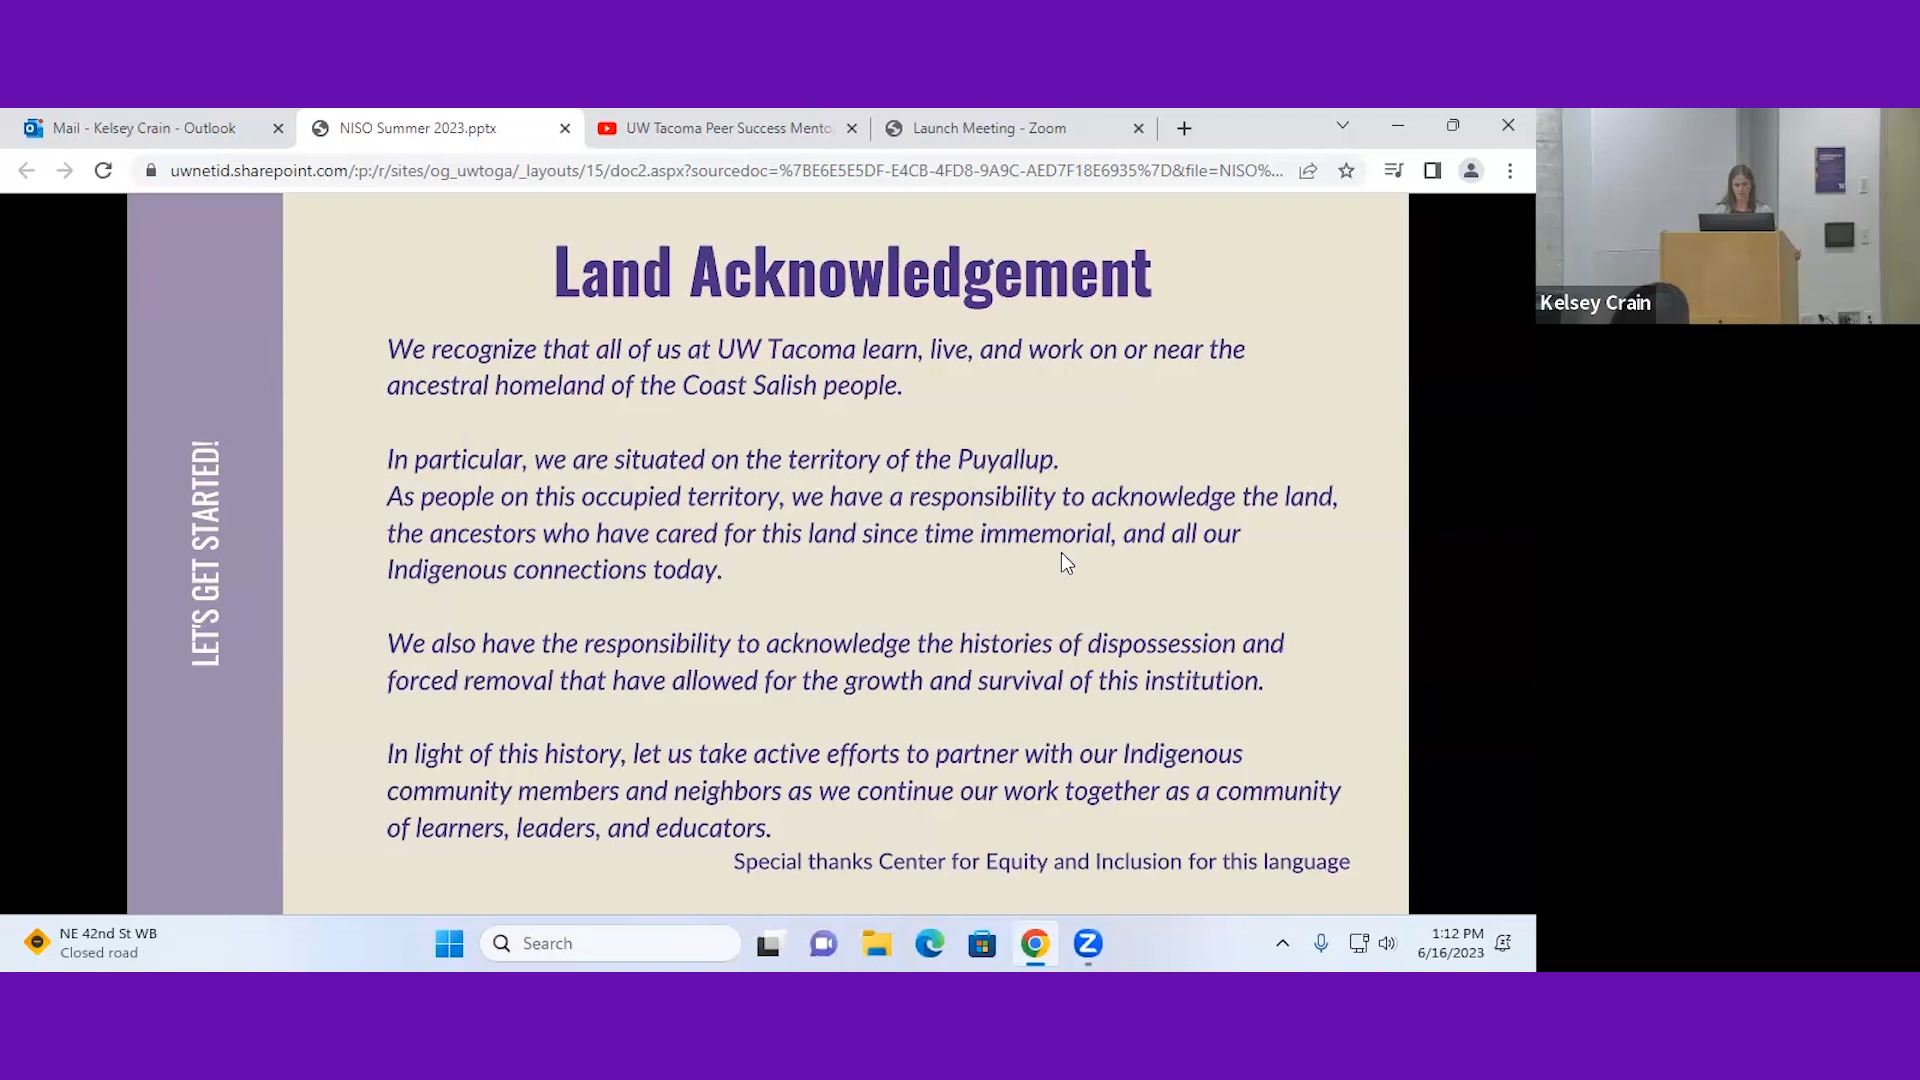 Mail - Kelsey Crain - Outlook
NISO Summer 2023.pptx
UW Tacoma Peer Success Mento
Launch Meeting - Zoom
uwnetid.sharepoint.com/:p:/r/sites/og_uwtoga/_layouts/15/doc2.aspx?sourcedoc=%7BE6E5E5DF-E4CB-4FD8-9A9C-AED7F18E6935%7D&file=NISO%...
LET'S GET STARTED!
Land Acknowledgement
We recognize that all of us at UW Tacoma learn, live, and work on or near the
ancestral homeland of the Coast Salish people.
In particular, we are situated on the territory of the Puyallup.
As people on this occupied territory, we have a responsibility to acknowledge the land,
the ancestors who have cared for this land since time immemorial, and all our
Indigenous connections today.
We also have the responsibility to acknowledge the histories of dispossession and
forced removal that have allowed for the growth and survival of this institution.
In light of this history, let us take active efforts to partner with our Indigenous
community members and neighbors as we continue our work together as a community
of learners, leaders, and educators.
Special thanks Center for Equity and Inclusion for this language
Kelsey Crain
NE 42nd St WB
Closed road
Search
1:12 PM
6/16/2023